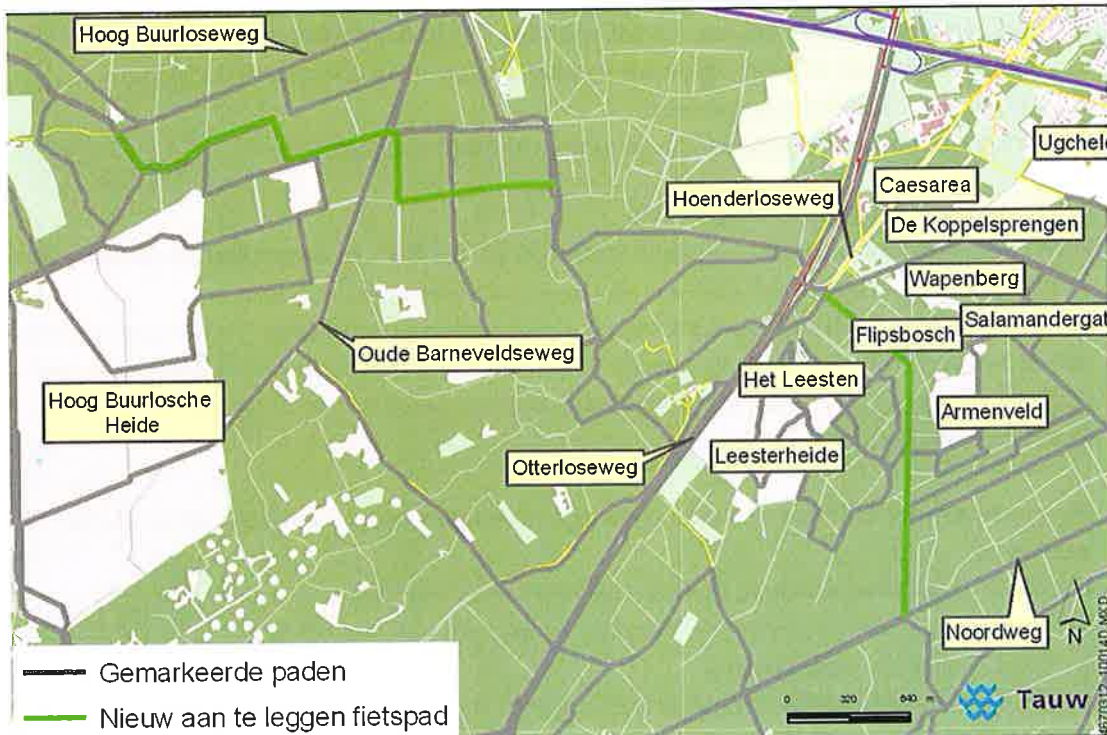 Hoog Buurloseweg
Ugchele
Caesarea
Hoenderloseweg
De Koppelsprengen
Wapenberg
Salamandergat
Flipsbosch
Oude Barneveldseweg
Het Leesten
Hoog Buurlosche
Heide
Armenveld
Leesterheide
Otterloseweg
Noordweg
N
Gemarkeerde paden
Nieuw aan te leggen fietspad
0 320 640 m
Tauw